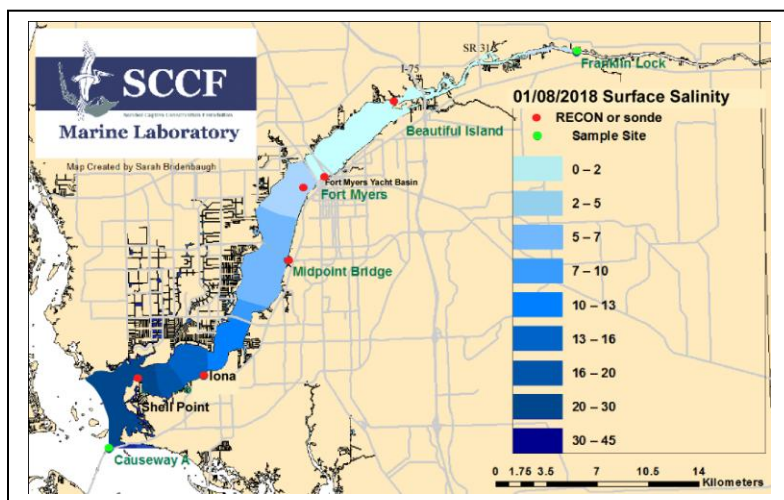 SCCF
Marine Laboratory
Map Created by Sarah Bridenbaugh
I-75
SR 31
Franklin Lock
Beautiful Island
Fort Myers Yacht Basin
Fort Myers
Midpoint Bridge
Iona
Shell Point
Causeway A
01/08/2018 Surface Salinity
RECON or sonde
Sample Site
0 – 2
2 – 5
5 – 7
7 – 10
10 – 13
13 – 16
16 – 20
20 – 30
30 – 45
0 1.75 3.5 7 10.5 14
Kilometers